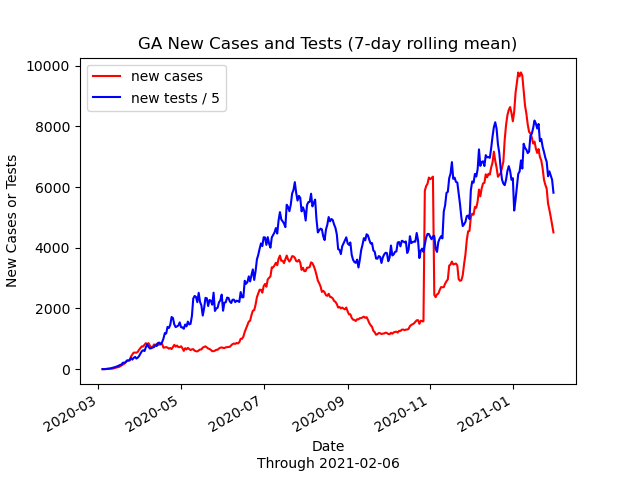 GA New Cases and Tests (7-day rolling mean)
new cases
new tests / 5
New Cases or Tests
10000
8000
6000
4000
2000
0
2020-03
2020-05
2020-07
2020-09
2020-11
2021-01
Date
Through 2021-02-06